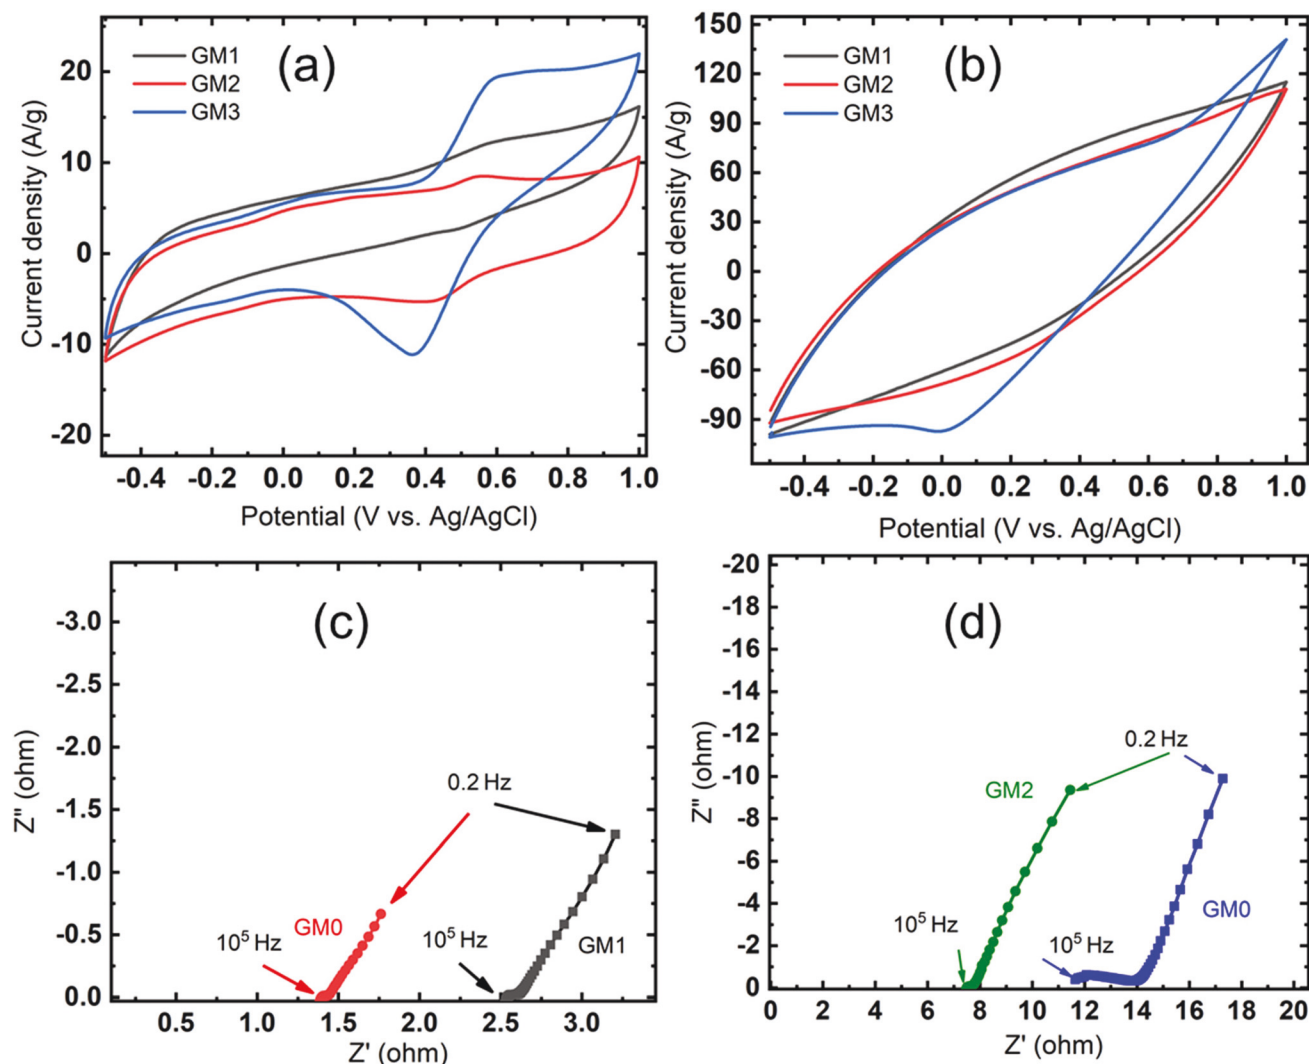 (a)
GM1
GM2
GM3
20
10
0
-10
-20
Current density (A/g)
-0.4 -0.2 0.0 0.2 0.4 0.6 0.8 1.0
Potential (V vs. Ag/AgCl)
(b)
GM1
GM2
GM3
150
120
90
60
30
0
-30
-60
-90
Current density (A/g)
-0.4 -0.2 0.0 0.2 0.4 0.6 0.8 1.0
Potential (V vs. Ag/AgCl)
(c)
-3.0
-2.5
-2.0
-1.5
-1.0
-0.5
0.0
Z'' (ohm)
0.2 Hz
GM0
10⁵ Hz
10⁵ Hz
GM1
0.5 1.0 1.5 2.0 2.5 3.0
Z' (ohm)
(d)
-20
-18
-16
-14
-12
-10
-8
-6
-4
-2
0
Z'' (ohm)
0.2 Hz
GM2
GM0
10⁵ Hz
10⁵ Hz
0 2 4 6 8 10 12 14 16 18 20
Z' (ohm)